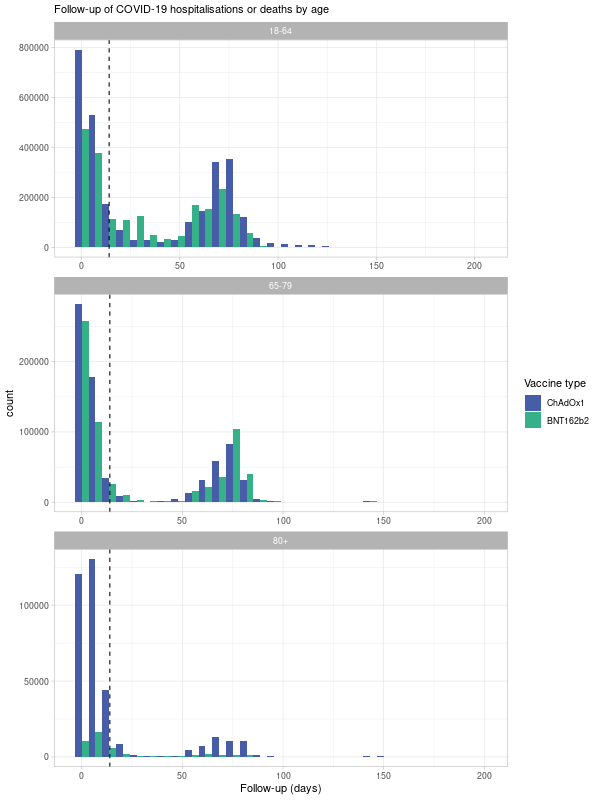 Follow-up of COVID-19 hospitalisations or deaths by age
18-64
800000
600000
400000
200000
0
0 50 100 150 200
65-79
200000
100000
0
0 50 100 150 200
80+
100000
50000
0
0 50 100 150 200
Follow-up (days)
count
Vaccine type
ChAdOx1
BNT162b2